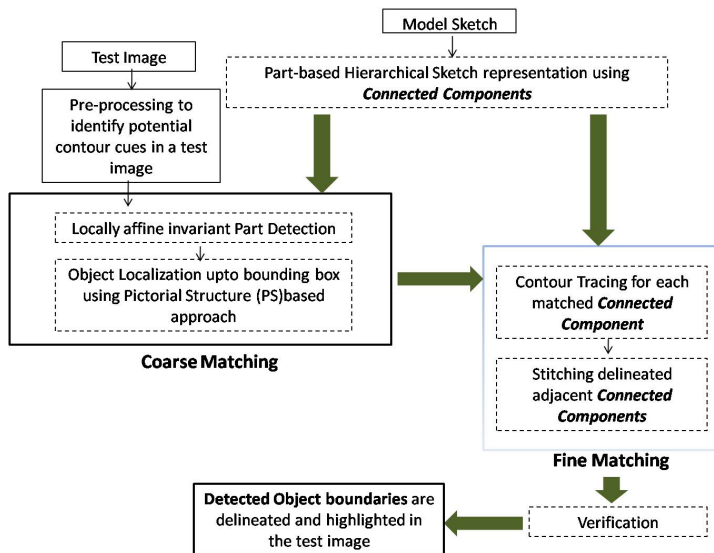 Model Sketch
Test Image
Part-based Hierarchical Sketch representation using
Connected Components
Pre-processing to
identify potential
contour cues in a test
image
Locally affine invariant Part Detection
Object Localization upto bounding box
using Pictorial Structure (PS)based
approach
Coarse Matching
Contour Tracing for each
matched Connected
Component
Stitching delineated
adjacent Connected
Components
Fine Matching
Detected Object boundaries are
delineated and highlighted in
the test image
Verification